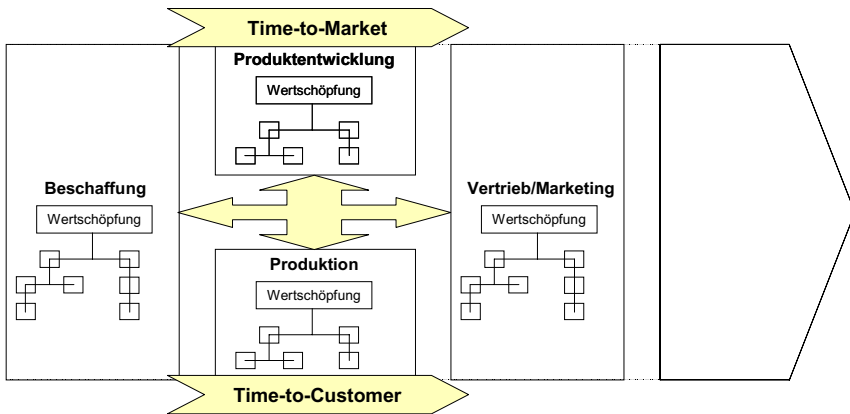 Time-to-Market
Produktentwicklung
Wertschöpfung
Beschaffung
Wertschöpfung
Vertrieb/Marketing
Wertschöpfung
Produktion
Wertschöpfung
Time-to-Customer